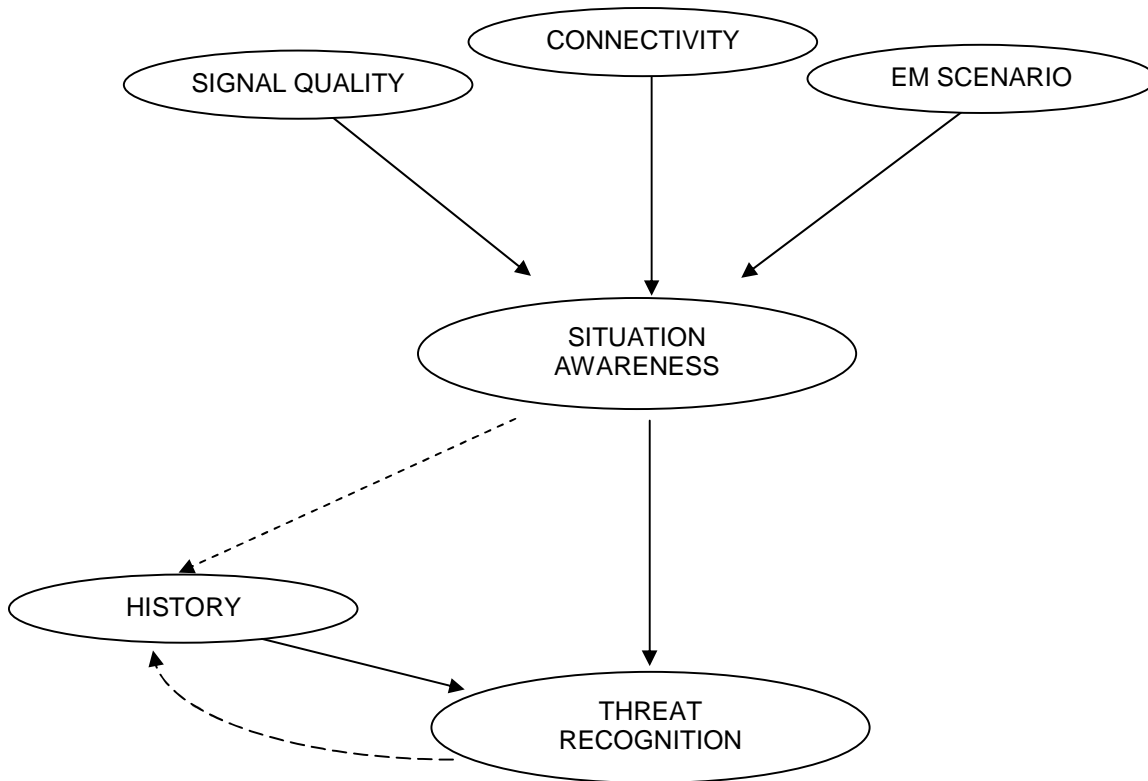 CONNECTIVITY
SIGNAL QUALITY
EM SCENARIO
SITUATION
AWARENESS
HISTORY
THREAT
RECOGNITION